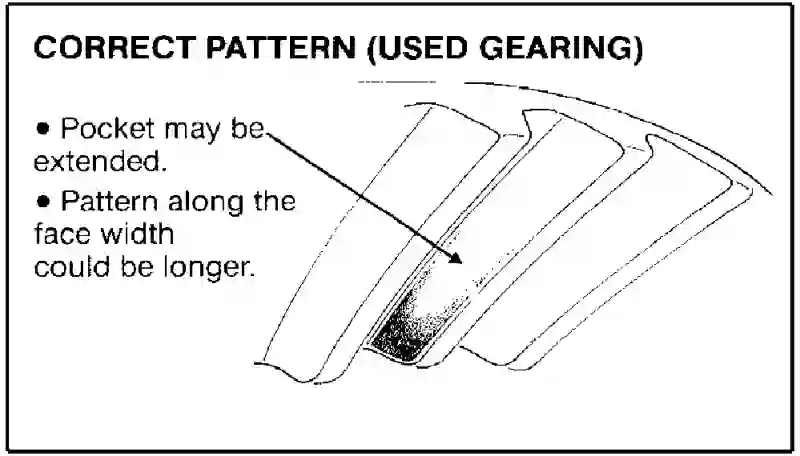 CORRECT PATTERN (USED GEARING)
• Pocket may be
extended.
• Pattern along the
face width
could be longer.